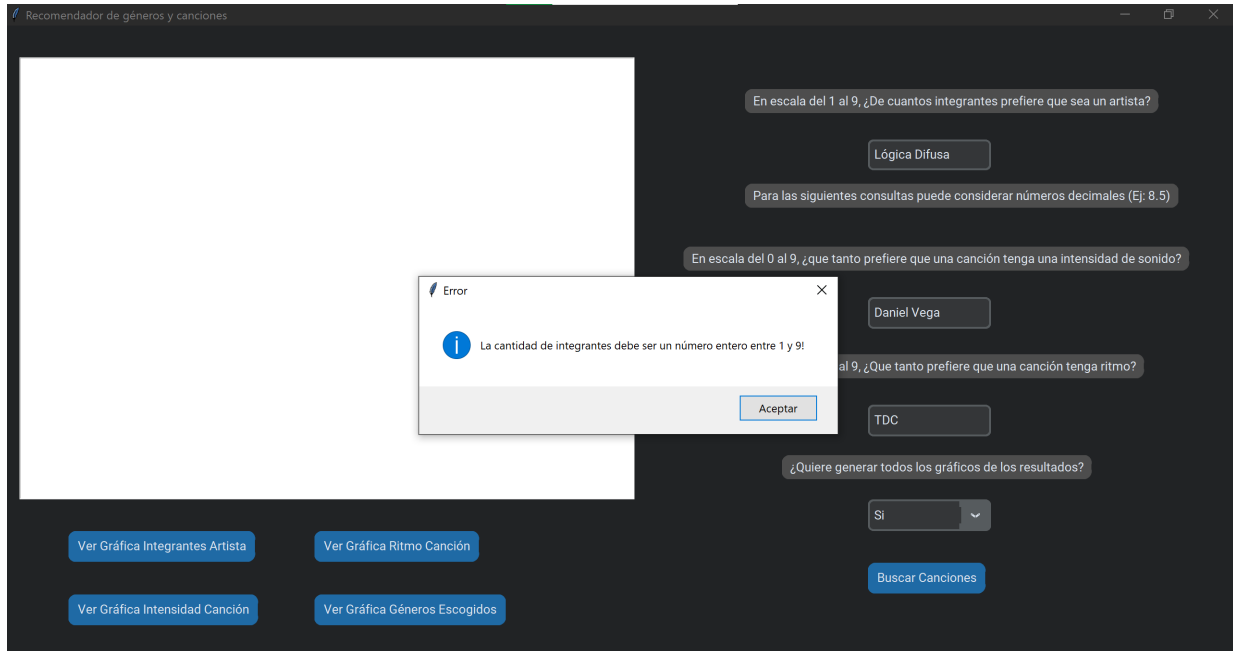 Recomendador de géneros y canciones
En escala del 1 al 9, ¿De cuantos integrantes prefiere que sea un artista?
Lógica Difusa
Para las siguientes consultas puede considerar números decimales (Ej: 8.5)
En escala del 0 al 9, ¿que tanto prefiere que una canción tenga una intensidad de sonido?
Daniel Vega
Error
La cantidad de integrantes debe ser un número entero entre 1 y 9!
Aceptar
al 9, ¿Que tanto prefiere que una canción tenga ritmo?
TDC
¿Quiere generar todos los gráficos de los resultados?
Si
Buscar Canciones
Ver Gráfica Integrantes Artista
Ver Gráfica Ritmo Canción
Ver Gráfica Intensidad Canción
Ver Gráfica Géneros Escogidos